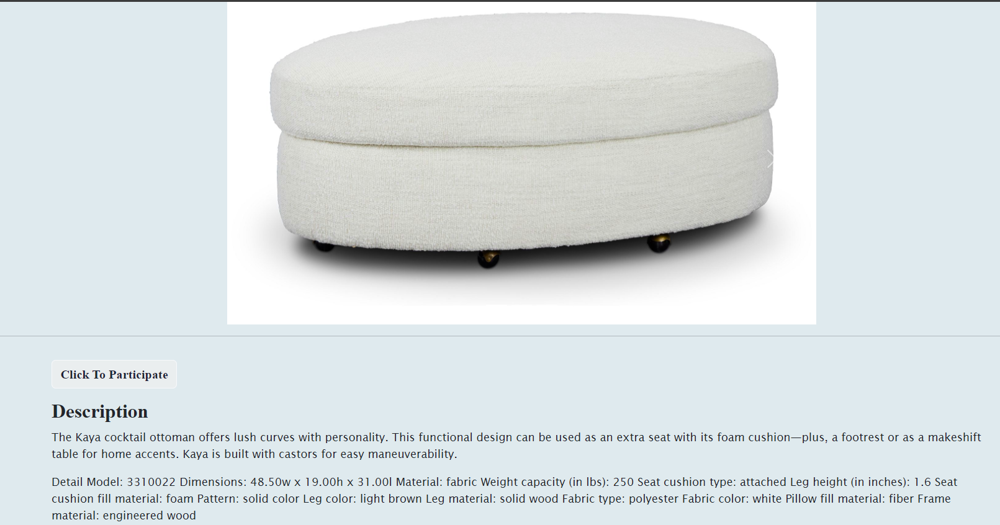 Click To Participate
Description
The Kaya cocktail ottoman offers lush curves with personality. This functional design can be used as an extra seat with its foam cushion—plus, a footrest or as a makeshift
table for home accents. Kaya is built with castors for easy maneuverability.
Detail Model: 3310022 Dimensions: 48.50w x 19.00h x 31.00l Material: fabric Weight capacity (in lbs): 250 Seat cushion type: attached Leg height (in inches): 1.6 Seat
cushion fill material: foam Pattern: solid color Leg color: light brown Leg material: solid wood Fabric type: polyester Fabric color: white Pillow fill material: fiber Frame
material: engineered wood